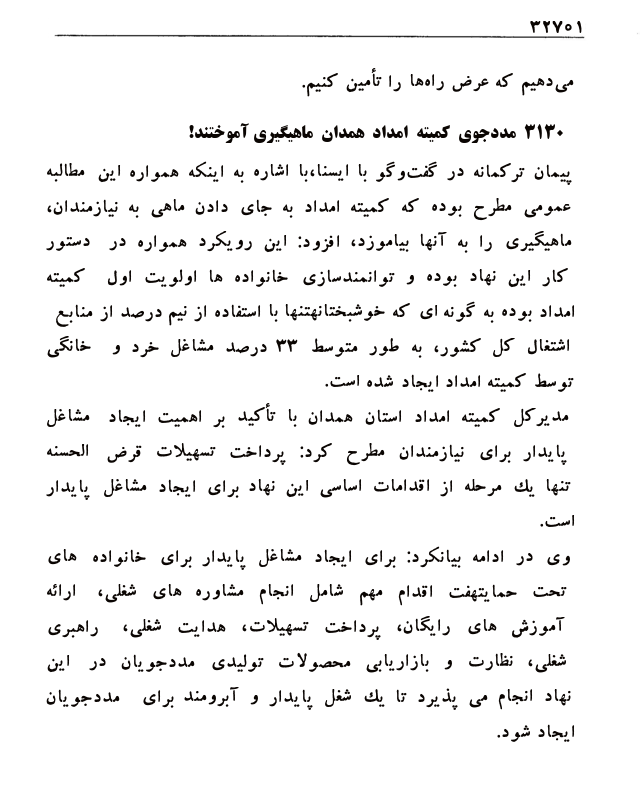 ۳۲۷۰۱
می‌دهیم که عرض راه‌ها را تأمین کنیم.
۳۱۳۰ مددجوی کمیته امداد همدان ماهیگیری آموختند!
پیمان ترکمانه در گفت‌وگو با ایسنا،با اشاره به اینکه همواره این مطالبه
عمومی مطرح بوده که کمیته امداد به جای دادن ماهی به نیازمندان،
ماهیگیری را به آنها بیاموزد، افزود: این رویکرد همواره در دستور
کار این نهاد بوده و توانمندسازی خانواده ها اولویت اول کمیته
امداد بوده به گونه ای که خوشبختانهتنها با استفاده از نیم درصد از منابع
اشتغال کل کشور، به طور متوسط ۳۳ درصد مشاغل خرد و خانگی
توسط کمیته امداد ایجاد شده است.
مدیرکل کمیته امداد استان همدان با تأکید بر اهمیت ایجاد مشاغل
پایدار برای نیازمندان مطرح کرد: پرداخت تسهیلات قرض الحسنه
تنها یك مرحله از اقدامات اساسی این نهاد برای ایجاد مشاغل پایدار
است.
وی در ادامه بیانکرد: برای ایجاد مشاغل پایدار برای خانواده های
تحت حمایتهفت اقدام مهم شامل انجام مشاوره های شغلی، ارائه
آموزش های رایگان، پرداخت تسهیلات، هدایت شغلی، راهبری
شغلی، نظارت و بازاریابی محصولات تولیدی مددجویان در این
نهاد انجام می پذیرد تا یك شغل پایدار و آبرومند برای مددجویان
ایجاد شود.